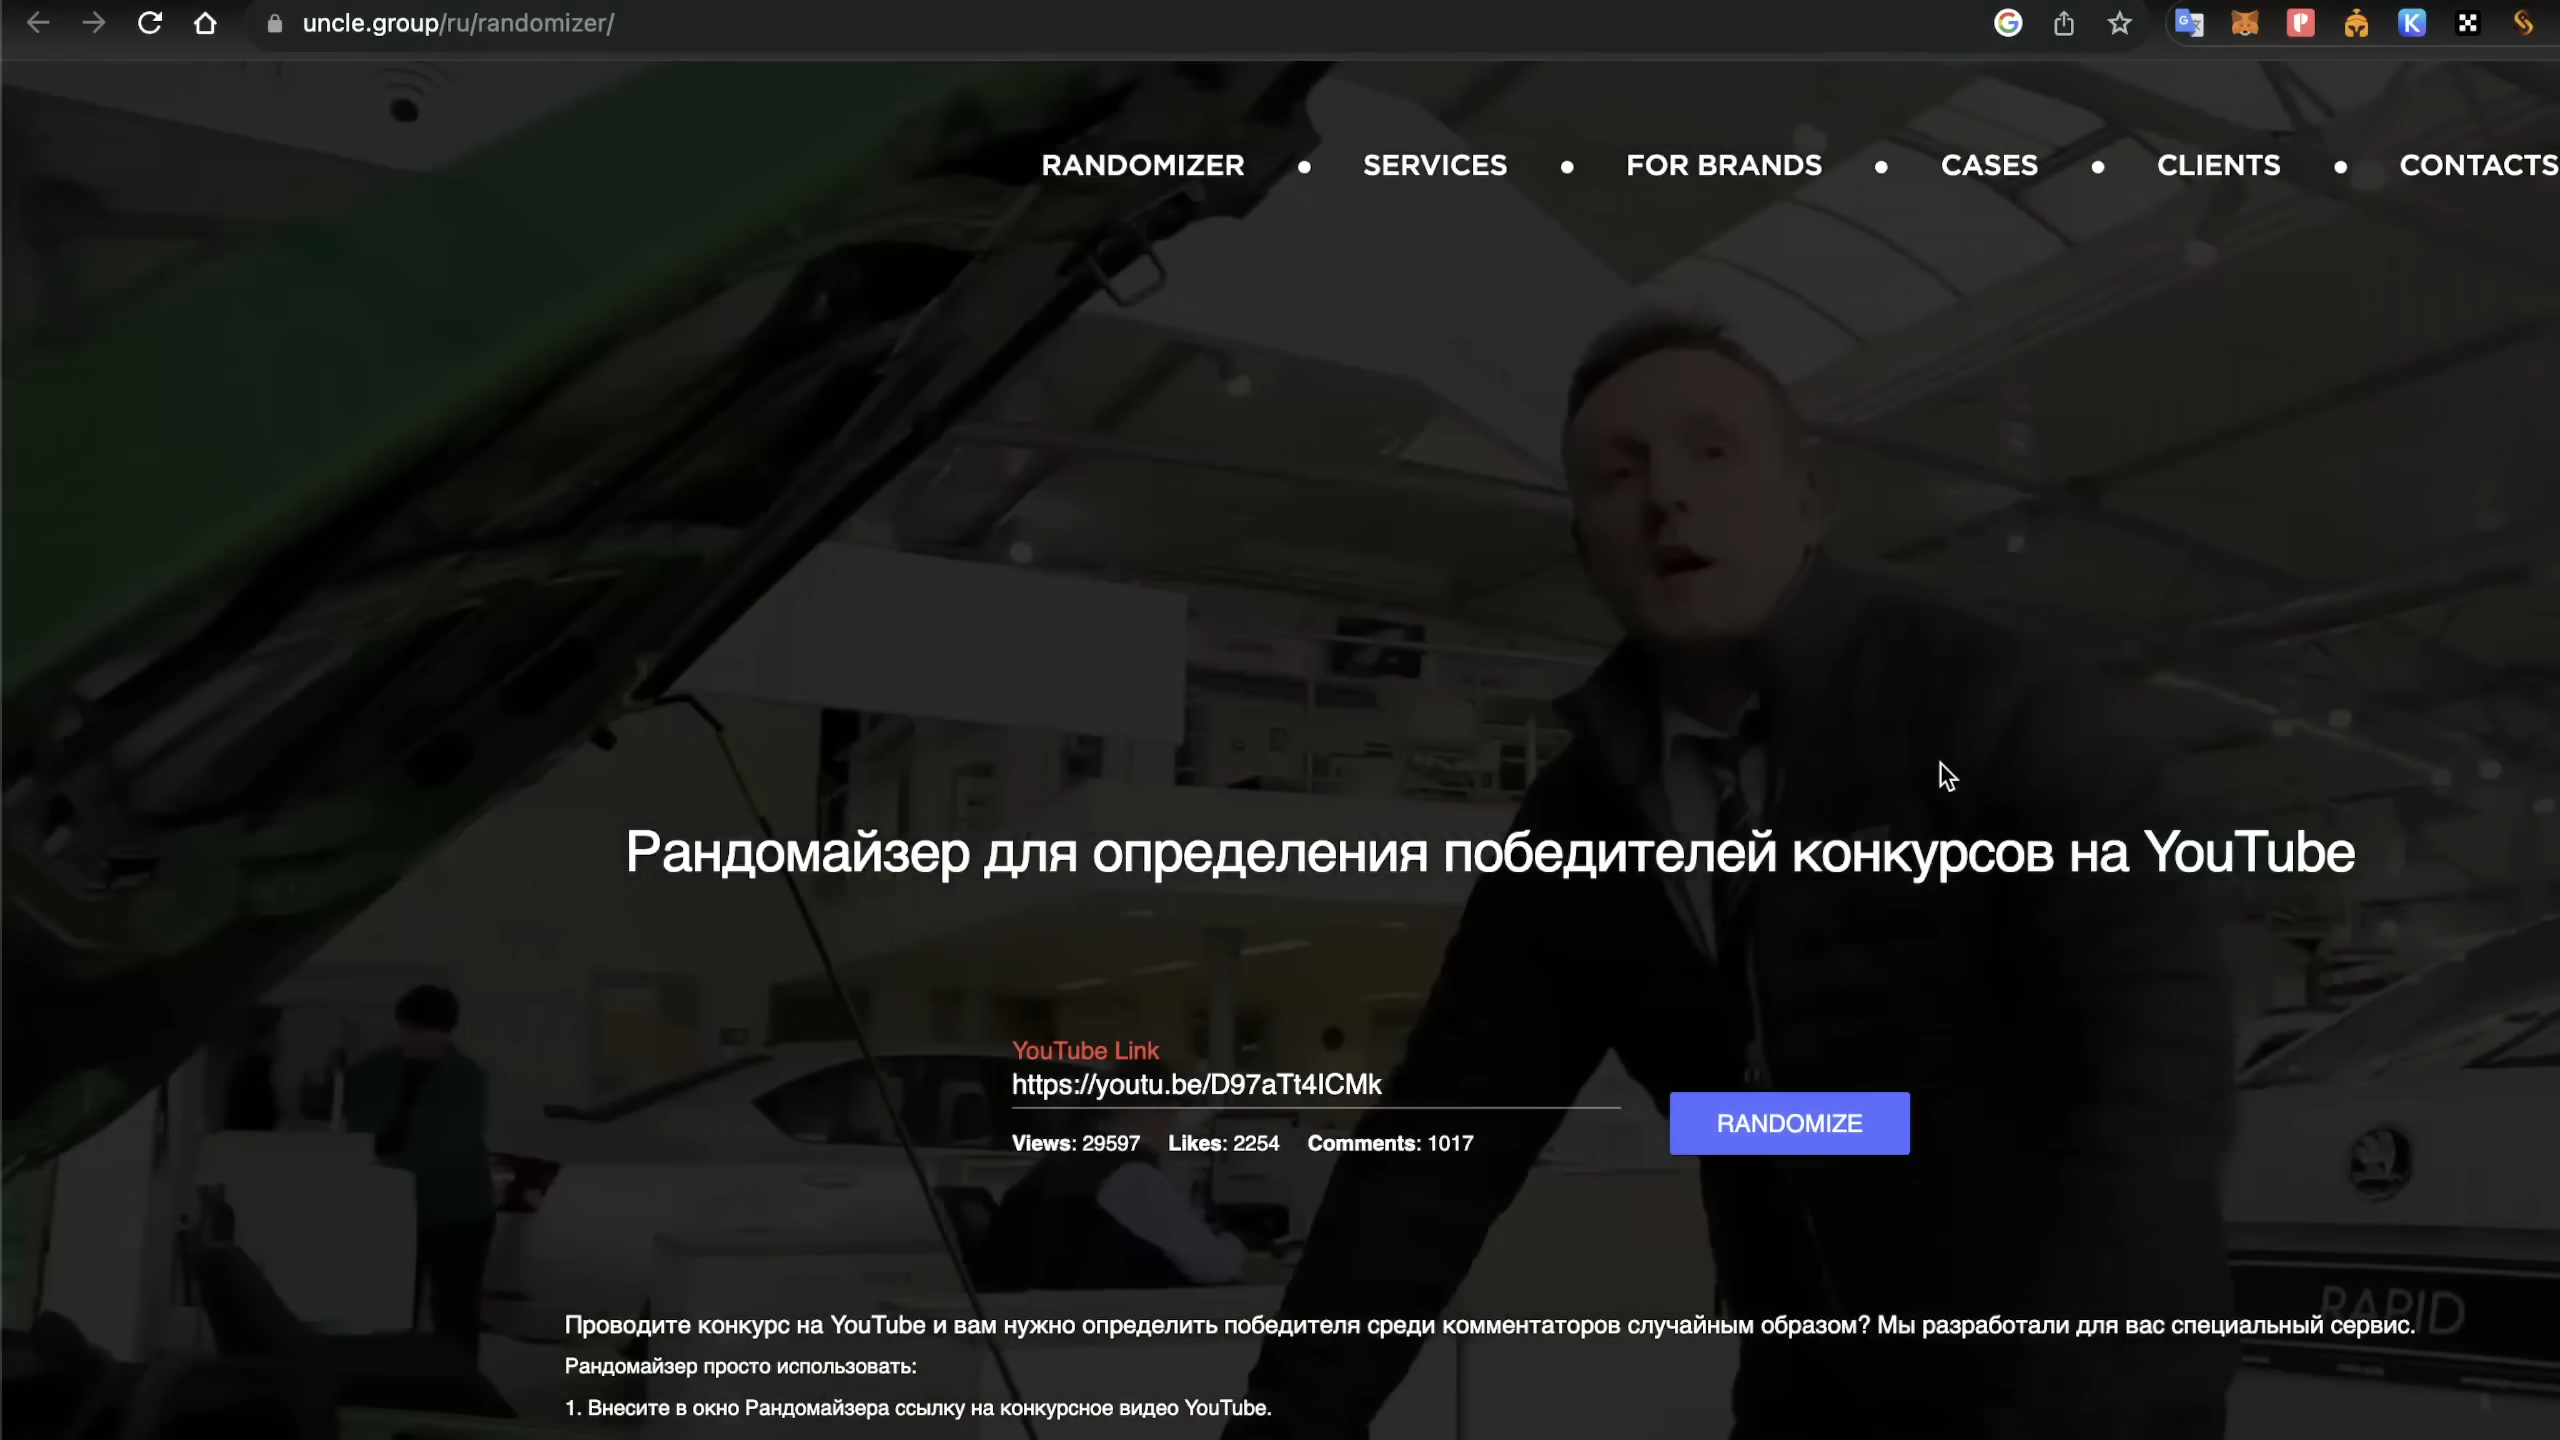 uncle.group/ru/randomizer/
RANDOMIZER • SERVICES • FOR BRANDS • CASES • CLIENTS • CONTACTS
Рандомайзер для определения победителей конкурсов на YouTube
YouTube Link
https://youtu.be/D97aTt4ICMk
Views: 29597 Likes: 2254 Comments: 1017
RANDOMIZE
RAPID
Проводите конкурс на YouTube и вам нужно определить победителя среди комментаторов случайным образом? Мы разработали для вас специальный сервис.
Рандомайзер просто использовать:
1. Внесите в окно Рандомайзера ссылку на конкурсное видео YouTube.